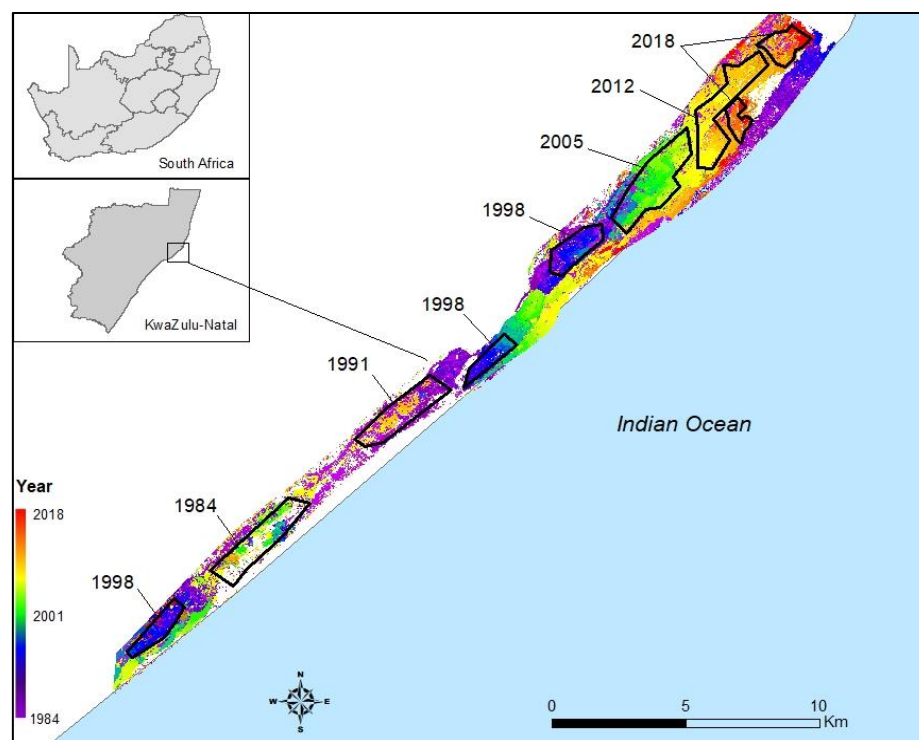 South Africa
KwaZulu-Natal
2018
2012
2005
1998
1998
1991
1984
1998
Indian Ocean
Year
2018
2001
1984
N
W E
S
0 5 10
Km